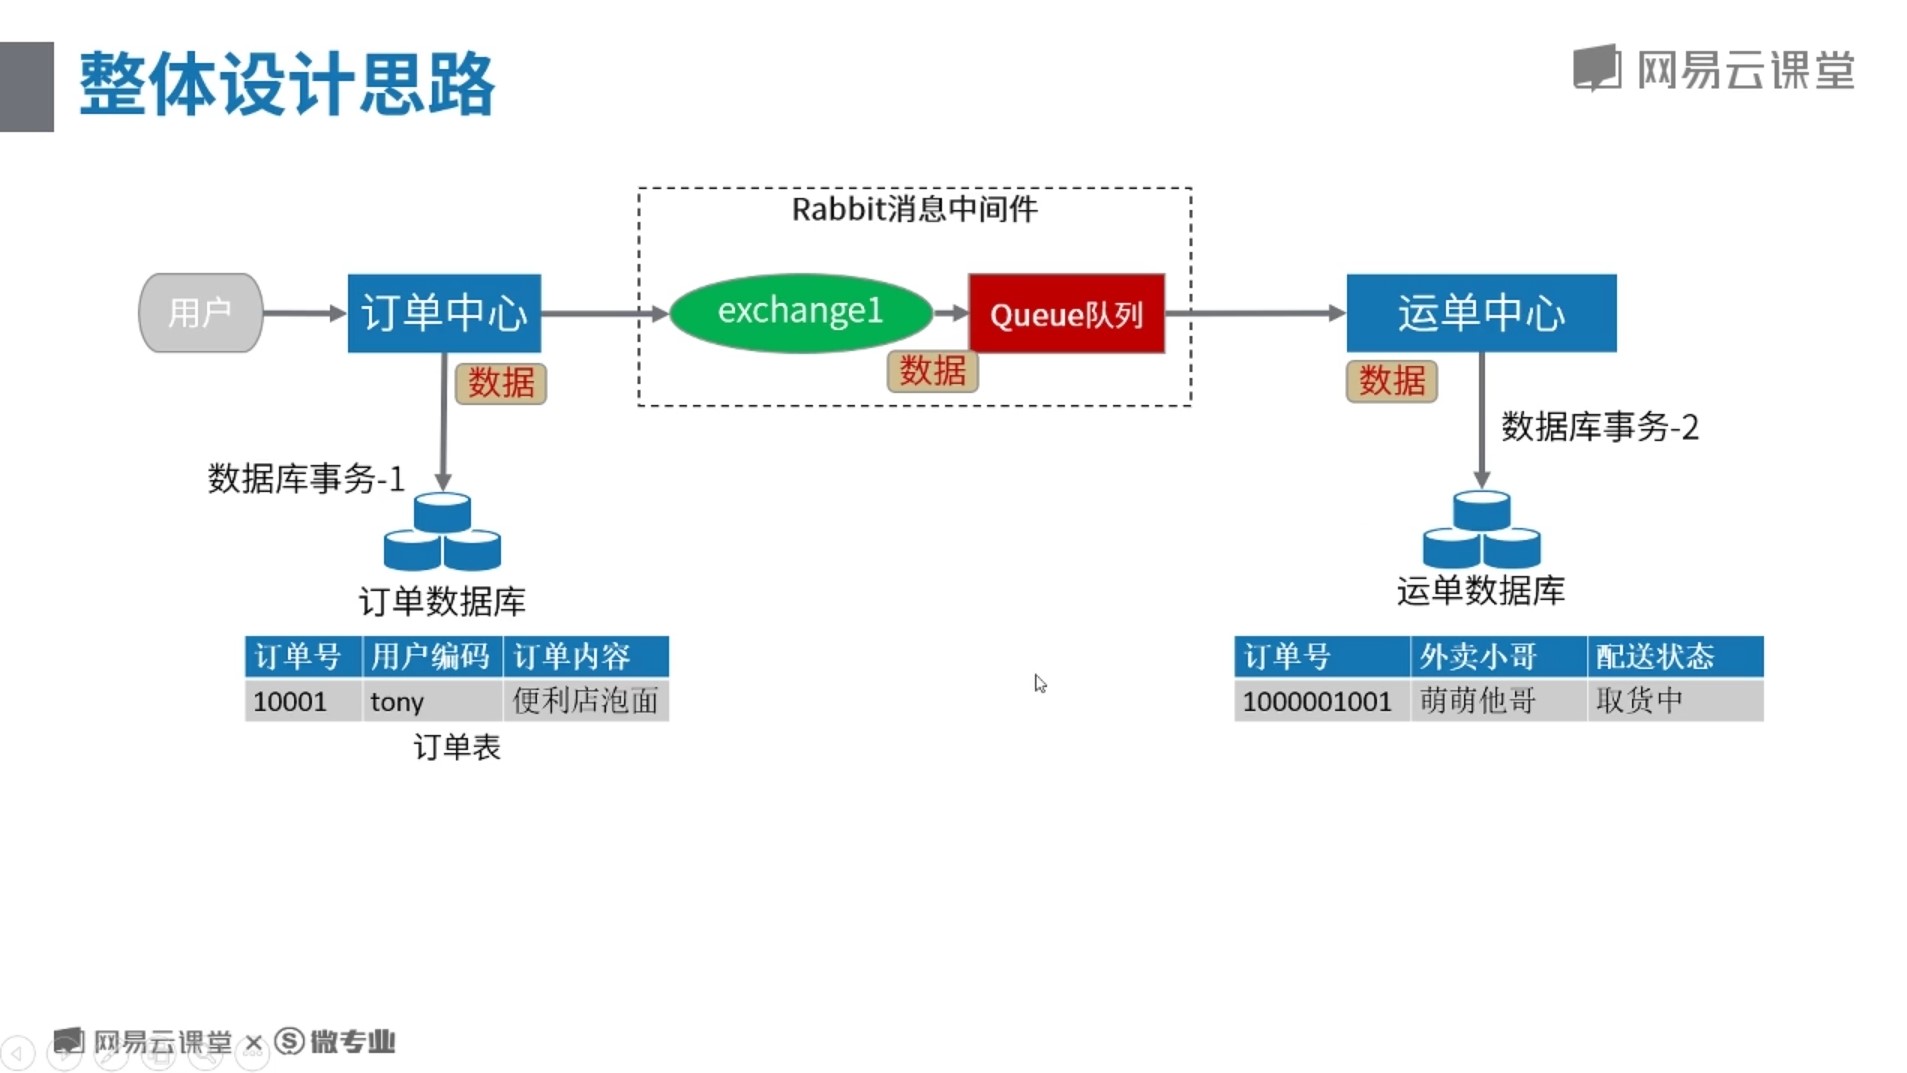 整体设计思路
网易云课堂
Rabbit消息中间件
用户
订单中心
exchange1
Queue队列
运单中心
数据
数据
数据
数据库事务-1
数据库事务-2
订单数据库
运单数据库
订单号 用户编码 订单内容
10001 tony 便利店泡面
订单表
订单号 外卖小哥 配送状态
1000001001 萌萌他哥 取货中
网易云课堂 × 微专业